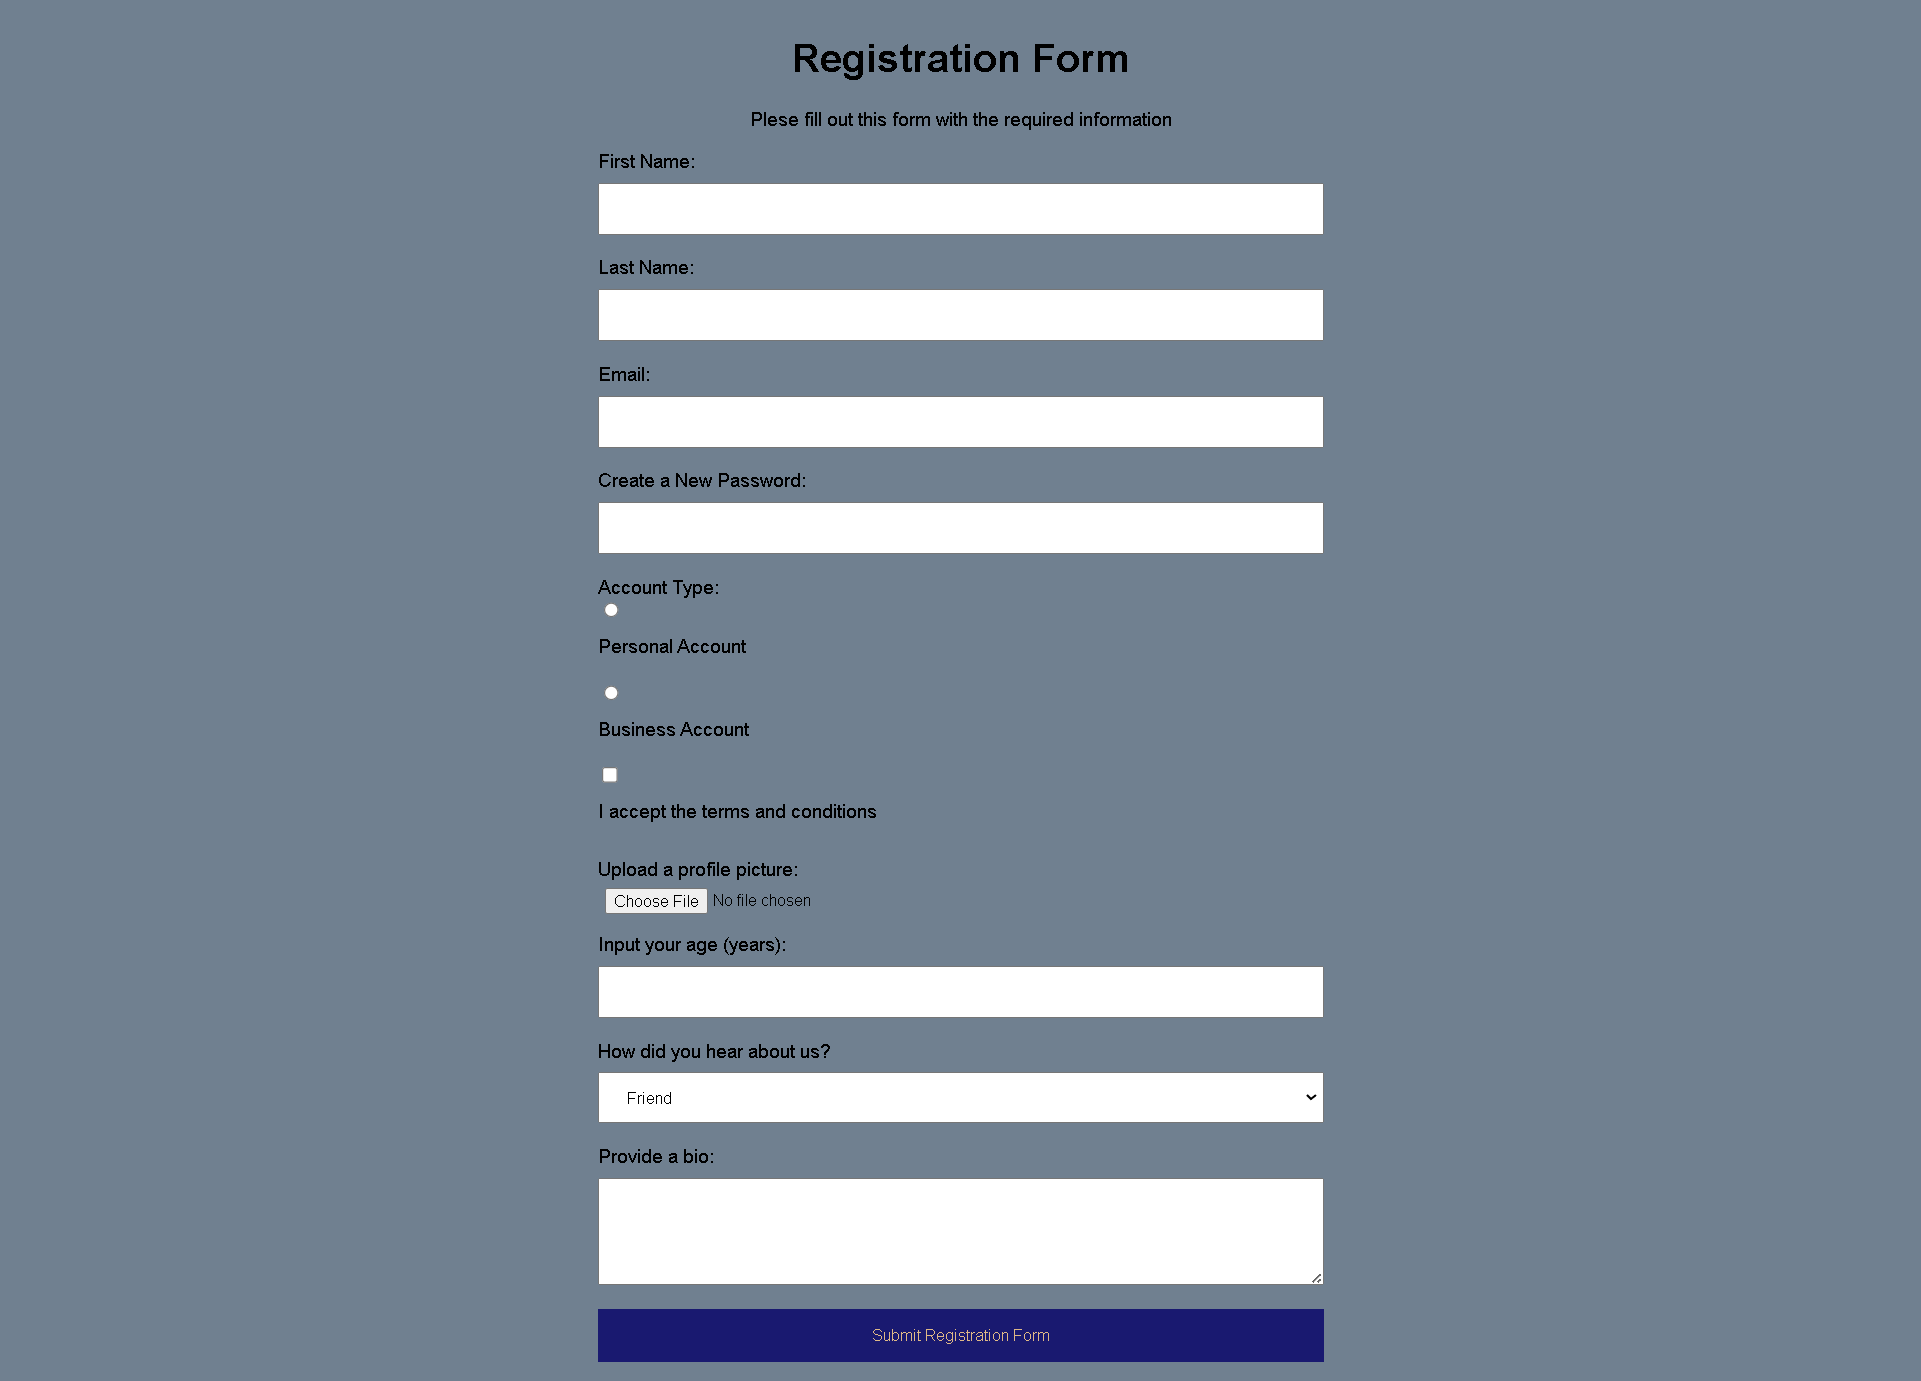 Registration Form
Plese fill out this form with the required information
First Name:
Last Name:
Email:
Create a New Password:
Account Type:
Personal Account
Business Account
I accept the terms and conditions
Upload a profile picture:
Choose File No file chosen
Input your age (years):
How did you hear about us?
Friend
Provide a bio:
Submit Registration Form